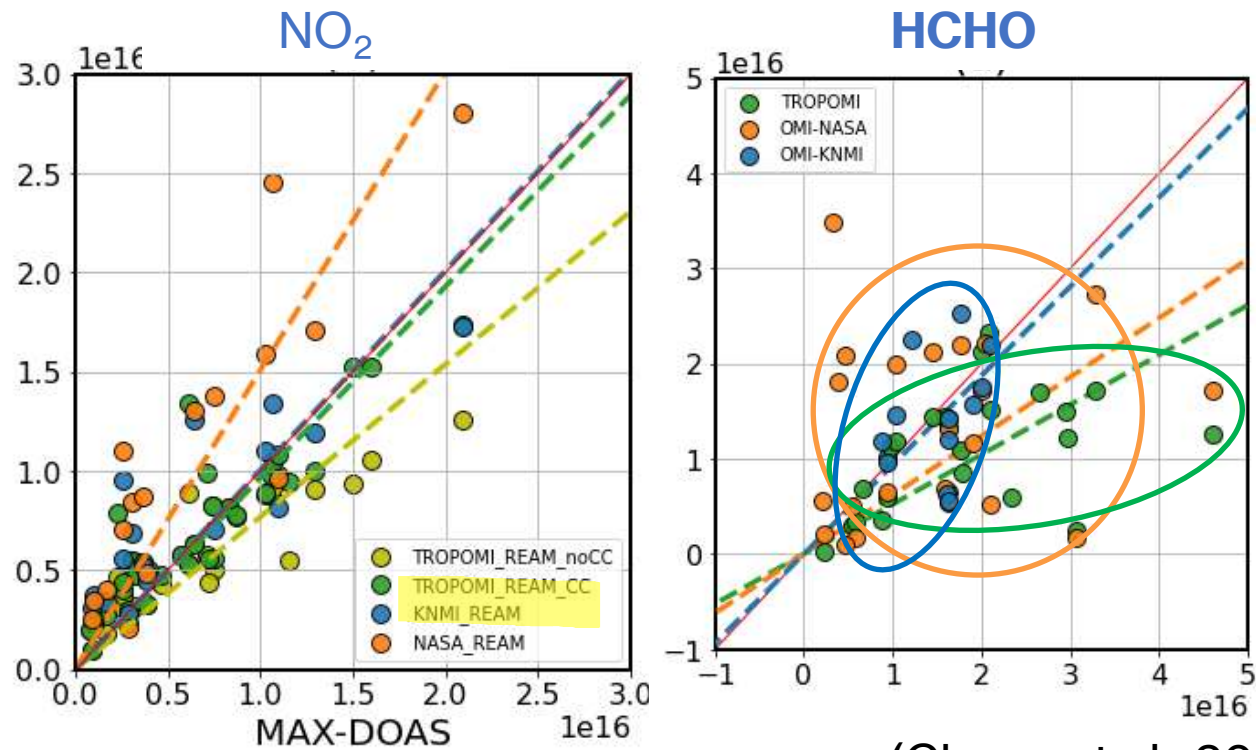 NO₂
1e16
3.0
2.5
2.0
1.5
1.0
0.5
0.0
TROPOMI_REAM_noCC
TROPOMI_REAM_CC
KNMI_REAM
NASA_REAM
0.0 0.5 1.0 1.5 2.0 2.5 3.0
MAX-DOAS
1e16
HCHO
1e16
5
4
3
2
1
0
−1
TROPOMI
OMI-NASA
OMI-KNMI
−1 0 1 2 3 4 5
1e16